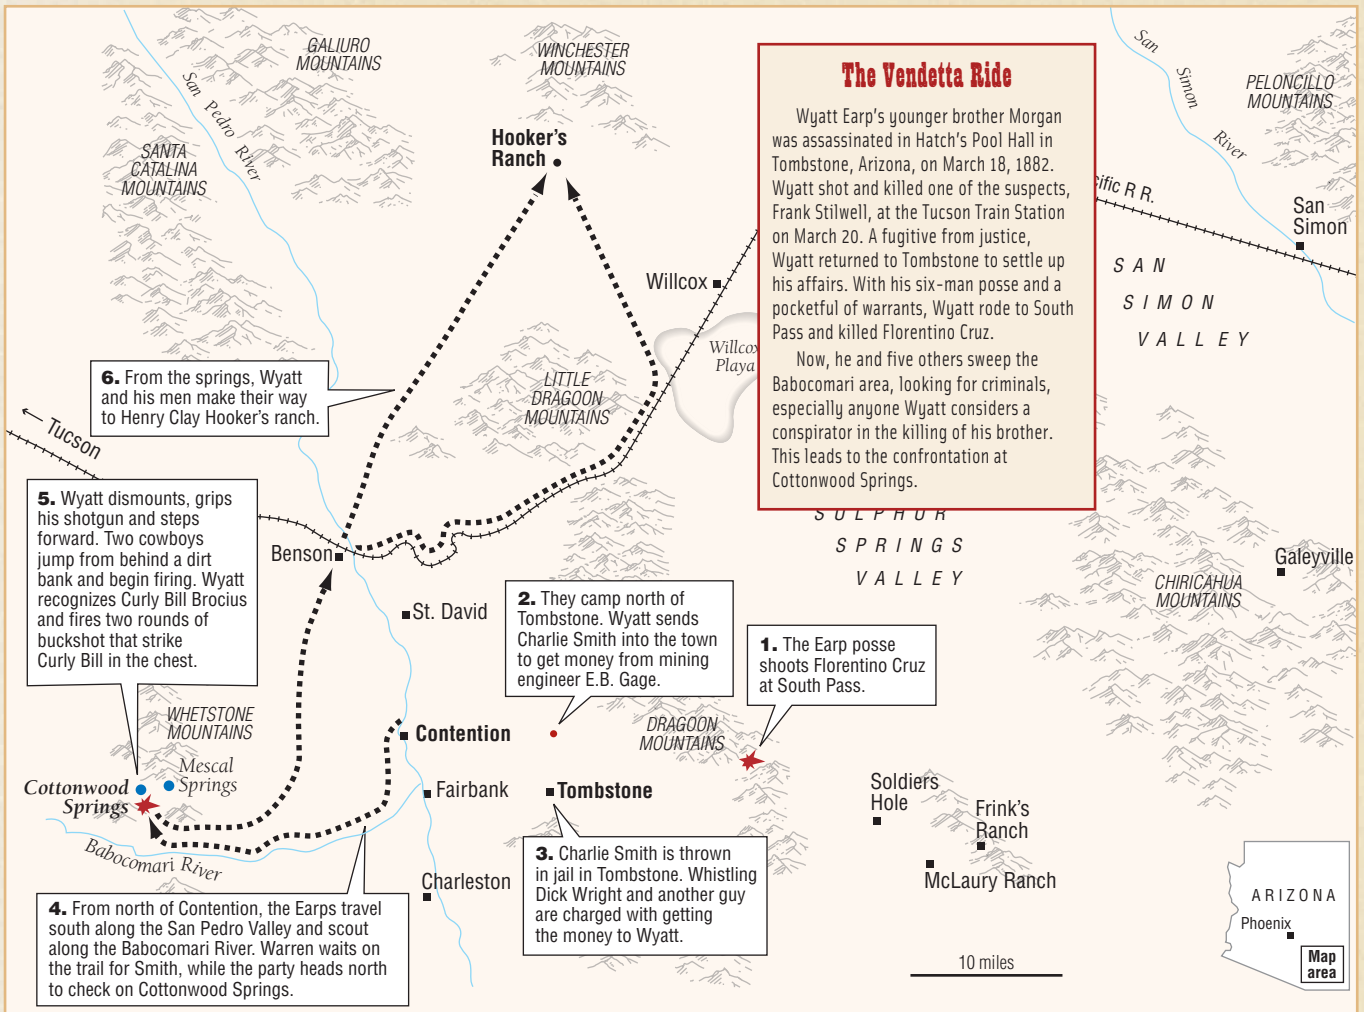 GALIURO
MOUNTAINS
WINCHESTER
MOUNTAINS
San Pedro River
SANTA
CATALINA
MOUNTAINS
Hooker's
Ranch
San Simon River
PELONCILLO
MOUNTAINS
The Vendetta Ride
Wyatt Earp's younger brother Morgan
was assassinated in Hatch's Pool Hall in
Tombstone, Arizona, on March 18, 1882.
Wyatt shot and killed one of the suspects,
Frank Stilwell, at the Tucson Train Station
on March 20. A fugitive from justice,
Wyatt returned to Tombstone to settle up
his affairs. With his six-man posse and a
pocketful of warrants, Wyatt rode to South
Pass and killed Florentino Cruz.
Now, he and five others sweep the
Babocomari area, looking for criminals,
especially anyone Wyatt considers a
conspirator in the killing of his brother.
This leads to the confrontation at
Cottonwood Springs.
cific R R.
San
Simon
SAN
SIMON
VALLEY
Willcox
Willcox
Playa
LITTLE
DRAGOON
MOUNTAINS
6. From the springs, Wyatt
and his men make their way
to Henry Clay Hooker's ranch.
Tucson
5. Wyatt dismounts, grips
his shotgun and steps
forward. Two cowboys
jump from behind a dirt
bank and begin firing. Wyatt
recognizes Curly Bill Brocius
and fires two rounds of
buckshot that strike
Curly Bill in the chest.
Benson
St. David
SULPHUR
SPRINGS
VALLEY
Galeyville
CHIRICAHUA
MOUNTAINS
2. They camp north of
Tombstone. Wyatt sends
Charlie Smith into the town
to get money from mining
engineer E.B. Gage.
1. The Earp posse
shoots Florentino Cruz
at South Pass.
WHETSTONE
MOUNTAINS
Contention
DRAGOON
MOUNTAINS
Mescal
Springs
Cottonwood
Springs
Fairbank
Tombstone
Soldiers
Hole
Frink's
Ranch
McLaury Ranch
Babocomari River
Charleston
3. Charlie Smith is thrown
in jail in Tombstone. Whistling
Dick Wright and another guy
are charged with getting
the money to Wyatt.
4. From north of Contention, the Earps travel
south along the San Pedro Valley and scout
along the Babocomari River. Warren waits on
the trail for Smith, while the party heads north
to check on Cottonwood Springs.
10 miles
ARIZONA
Phoenix
Map
area